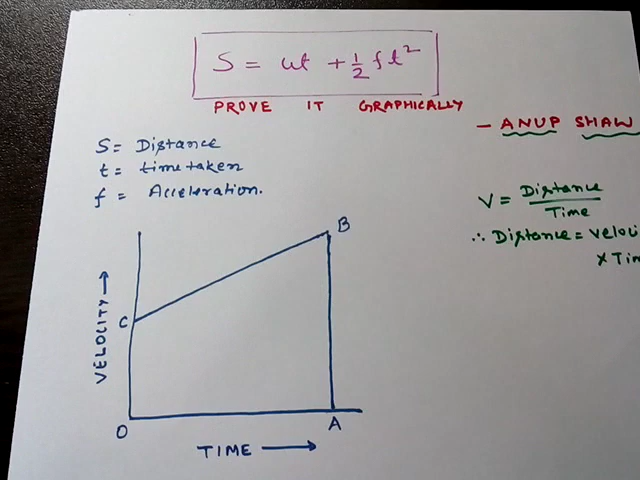 S = ut + 1/2 f t²
PROVE IT GRAPHICALLY
- ANUP SHAW
S = Distance
t = time taken
f = Acceleration.
V = Distance / Time
∴ Distance = veloci
x Tim
B
C
VELOCITY →
O
A
TIME →